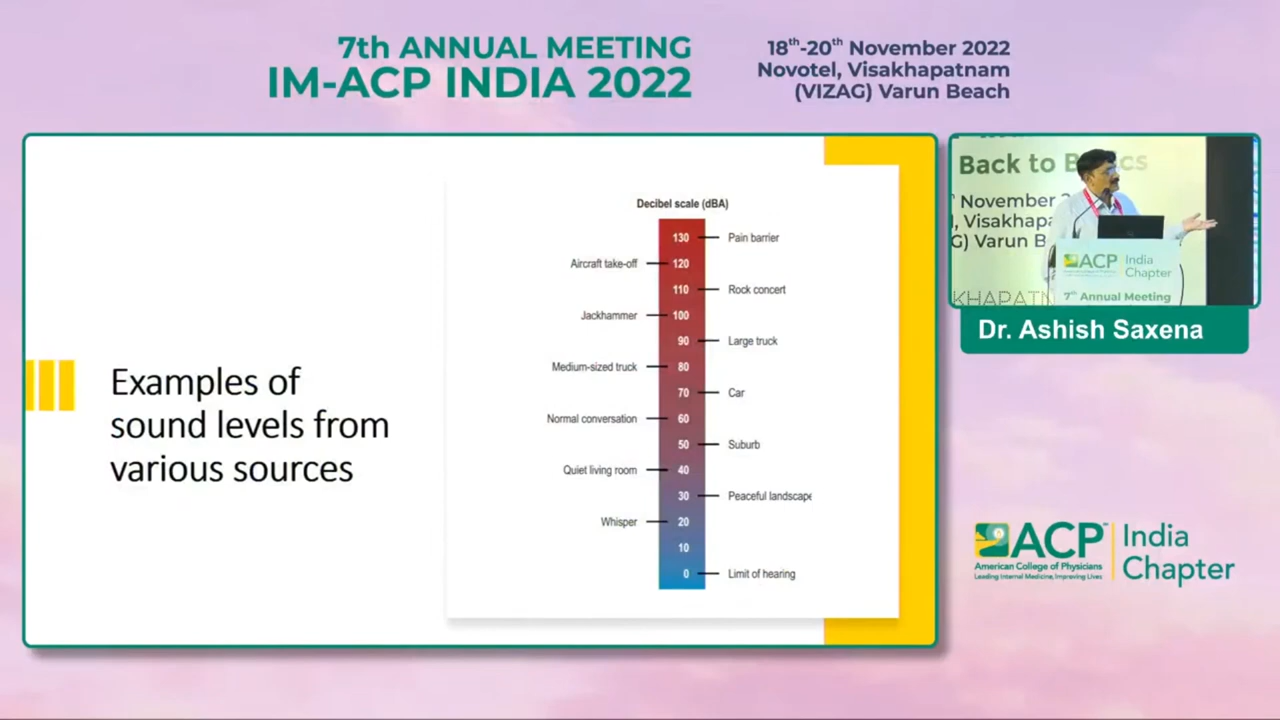 7th ANNUAL MEETING
IM-ACP INDIA 2022
18th-20th November 2022
Novotel, Visakhapatnam
(VIZAG) Varun Beach
Examples of
sound levels from
various sources
Decibel scale (dBA)
130 Pain barrier
Aircraft take-off 120
110 Rock concert
Jackhammer 100
90 Large truck
Medium-sized truck 80
70 Car
Normal conversation 60
50 Suburb
Quiet living room 40
30 Peaceful landscape
Whisper 20
10
0 Limit of hearing
Back to
November
Visakhapa
G) Varun B
ACP India
Chapter
7th Annual Meeting
KHAPATN
Dr. Ashish Saxena
ACP™ India
Chapter
American College of Physicians
Leading Internal Medicine, Improving Lives